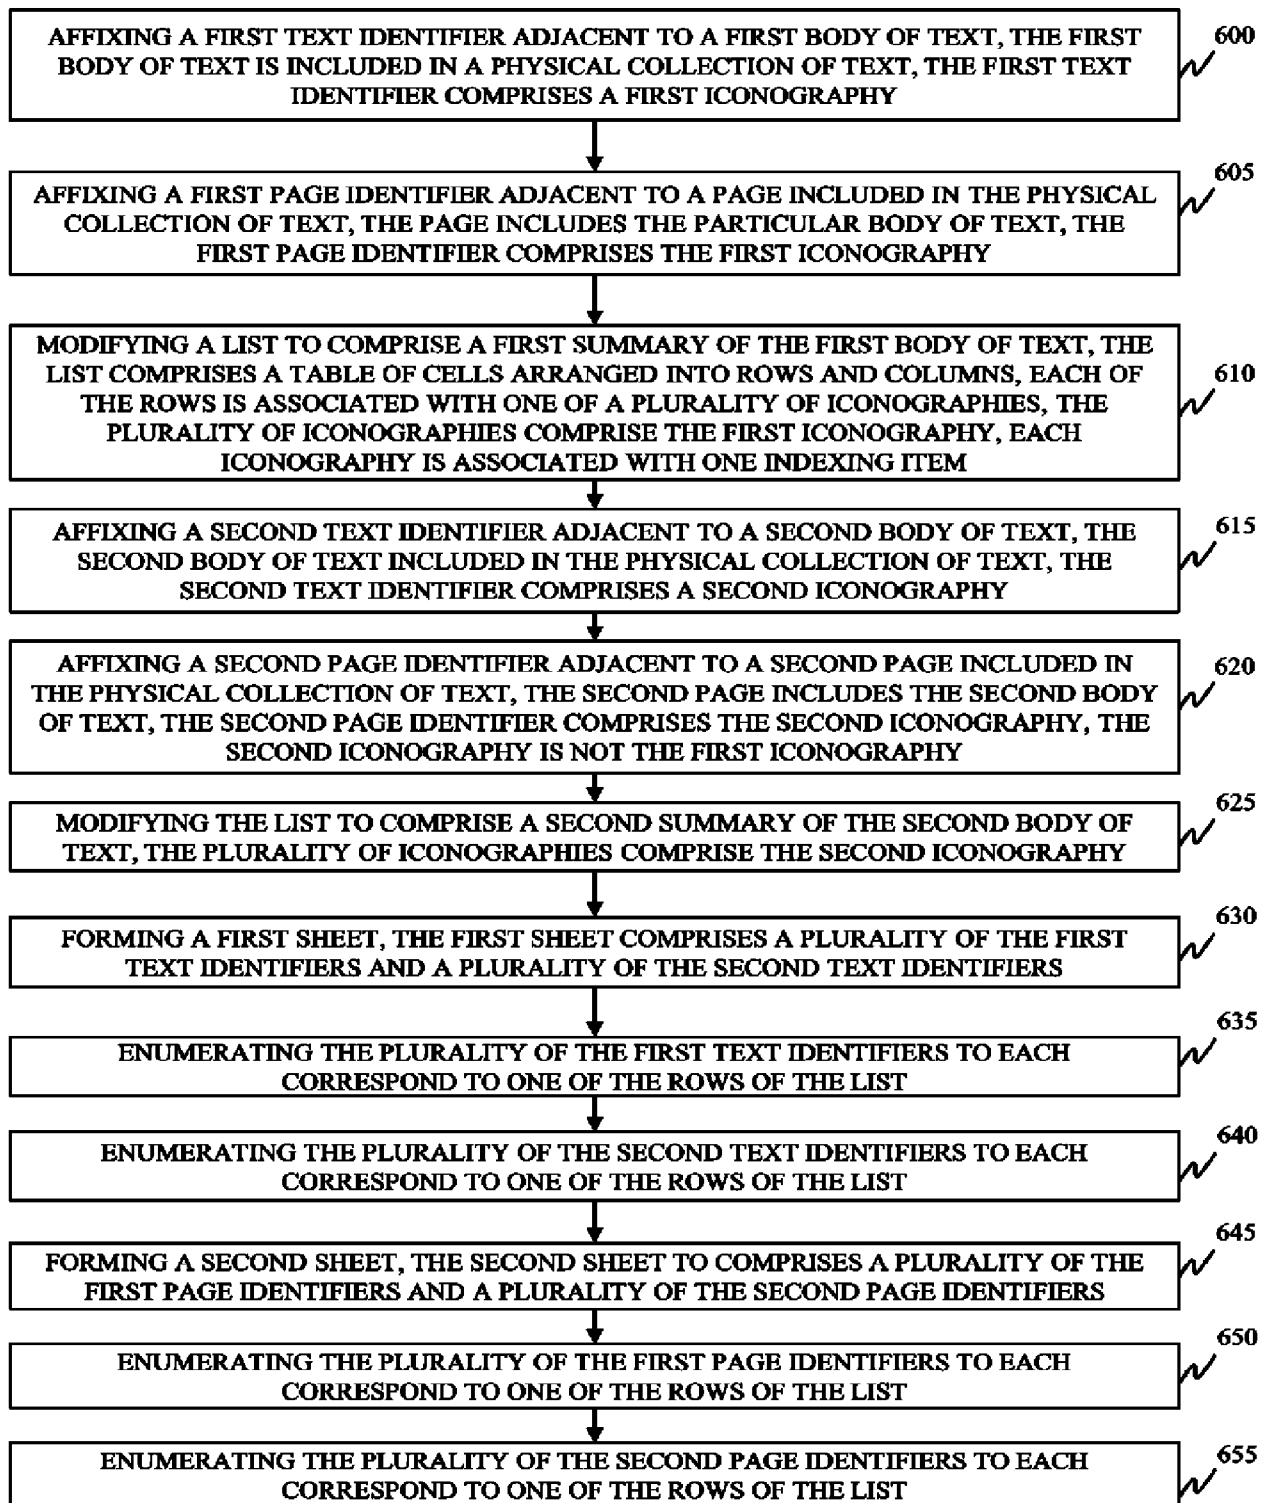 AFFIXING A FIRST TEXT IDENTIFIER ADJACENT TO A FIRST BODY OF TEXT, THE FIRST
BODY OF TEXT IS INCLUDED IN A PHYSICAL COLLECTION OF TEXT, THE FIRST TEXT
IDENTIFIER COMPRISES A FIRST ICONOGRAPHY
600
AFFIXING A FIRST PAGE IDENTIFIER ADJACENT TO A PAGE INCLUDED IN THE PHYSICAL
COLLECTION OF TEXT, THE PAGE INCLUDES THE PARTICULAR BODY OF TEXT, THE
FIRST PAGE IDENTIFIER COMPRISES THE FIRST ICONOGRAPHY
605
MODIFYING A LIST TO COMPRISE A FIRST SUMMARY OF THE FIRST BODY OF TEXT, THE
LIST COMPRISES A TABLE OF CELLS ARRANGED INTO ROWS AND COLUMNS, EACH OF
THE ROWS IS ASSOCIATED WITH ONE OF A PLURALITY OF ICONOGRAPHIES, THE
PLURALITY OF ICONOGRAPHIES COMPRISE THE FIRST ICONOGRAPHY, EACH
ICONOGRAPHY IS ASSOCIATED WITH ONE INDEXING ITEM
610
AFFIXING A SECOND TEXT IDENTIFIER ADJACENT TO A SECOND BODY OF TEXT, THE
SECOND BODY OF TEXT INCLUDED IN THE PHYSICAL COLLECTION OF TEXT, THE
SECOND TEXT IDENTIFIER COMPRISES A SECOND ICONOGRAPHY
615
AFFIXING A SECOND PAGE IDENTIFIER ADJACENT TO A SECOND PAGE INCLUDED IN
THE PHYSICAL COLLECTION OF TEXT, THE SECOND PAGE INCLUDES THE SECOND BODY
OF TEXT, THE SECOND PAGE IDENTIFIER COMPRISES THE SECOND ICONOGRAPHY, THE
SECOND ICONOGRAPHY IS NOT THE FIRST ICONOGRAPHY
620
MODIFYING THE LIST TO COMPRISE A SECOND SUMMARY OF THE SECOND BODY OF
TEXT, THE PLURALITY OF ICONOGRAPHIES COMPRISE THE SECOND ICONOGRAPHY
625
FORMING A FIRST SHEET, THE FIRST SHEET COMPRISES A PLURALITY OF THE FIRST
TEXT IDENTIFIERS AND A PLURALITY OF THE SECOND TEXT IDENTIFIERS
630
ENUMERATING THE PLURALITY OF THE FIRST TEXT IDENTIFIERS TO EACH
CORRESPOND TO ONE OF THE ROWS OF THE LIST
635
ENUMERATING THE PLURALITY OF THE SECOND TEXT IDENTIFIERS TO EACH
CORRESPOND TO ONE OF THE ROWS OF THE LIST
640
FORMING A SECOND SHEET, THE SECOND SHEET TO COMPRISES A PLURALITY OF THE
FIRST PAGE IDENTIFIERS AND A PLURALITY OF THE SECOND PAGE IDENTIFIERS
645
ENUMERATING THE PLURALITY OF THE FIRST PAGE IDENTIFIERS TO EACH
CORRESPOND TO ONE OF THE ROWS OF THE LIST
650
ENUMERATING THE PLURALITY OF THE SECOND PAGE IDENTIFIERS TO EACH
CORRESPOND TO ONE OF THE ROWS OF THE LIST
655